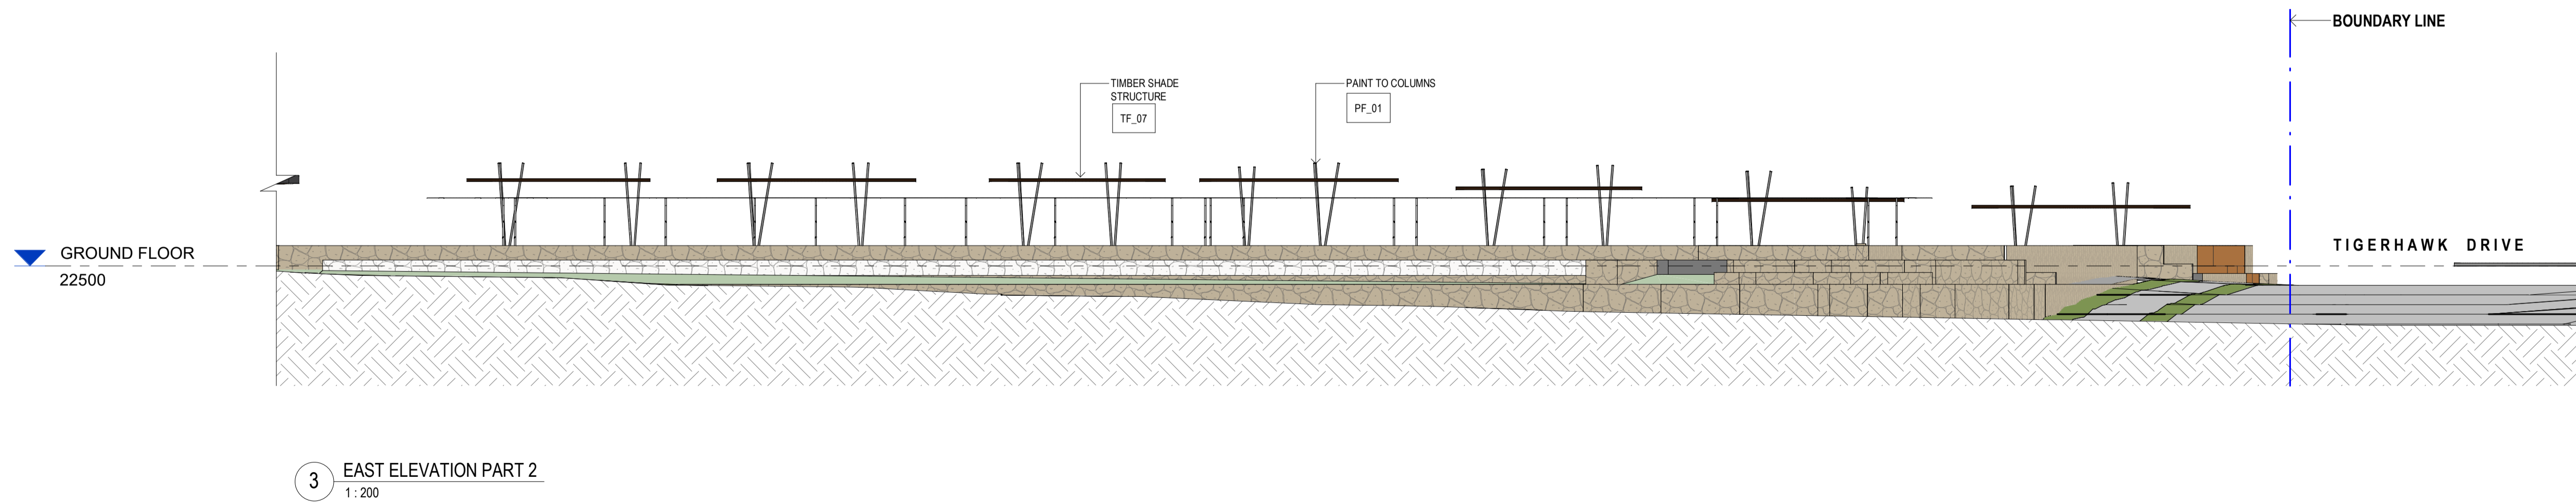 BOUNDARY LINE
TIMBER SHADE
STRUCTURE
TF_07
PAINT TO COLUMNS
PF_01
GROUND FLOOR
22500
TIGERHAWK DRIVE
3
EAST ELEVATION PART 2
1 : 200